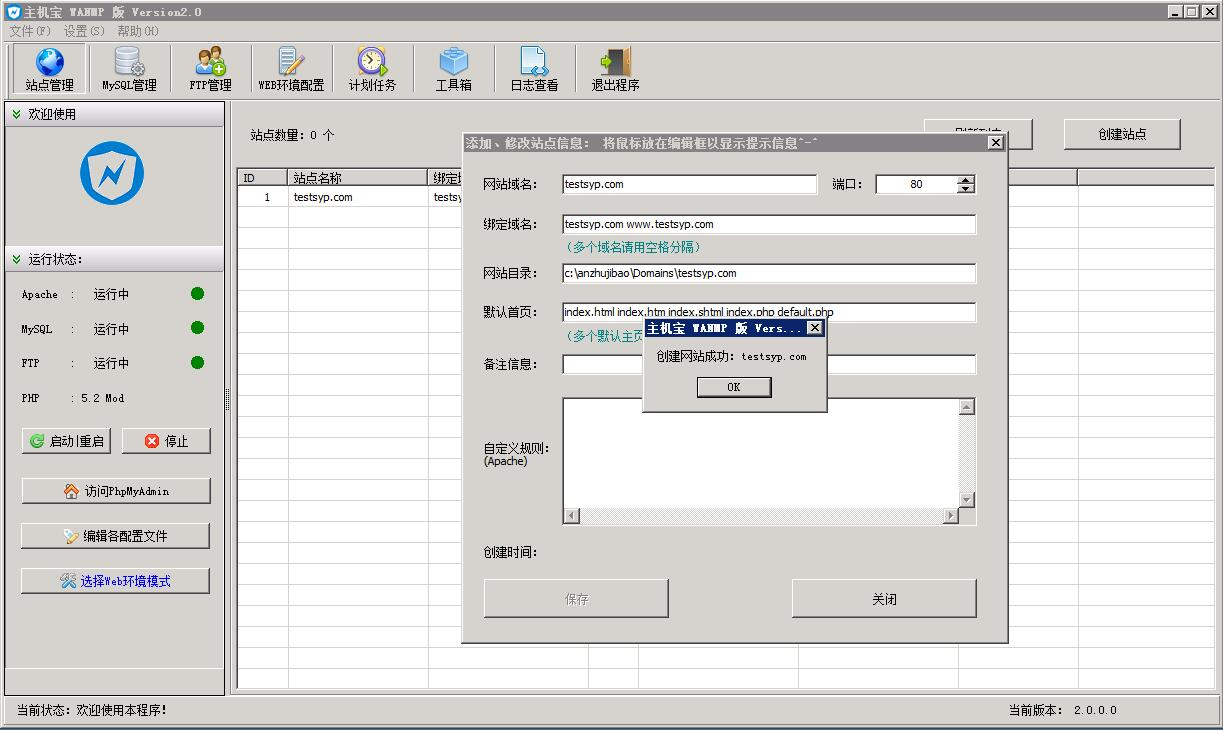 主机宝 WANMP 版 Version2.0
文件(F) 设置(S) 帮助(H)
站点管理 MySQL管理 FTP管理 WEB环境配置 计划任务 工具箱 日志查看 退出程序
欢迎使用
运行状态:
Apache : 运行中
MySQL : 运行中
FTP : 运行中
PHP : 5.2 Mod
启动|重启 停止
访问PhpMyAdmin
编辑各配置文件
选择Web环境模式
站点数量: 0 个
创建站点
ID 站点名称
1 testsyp.com testsy
添加、修改站点信息: 将鼠标放在编辑框以显示提示信息^-^
网站域名: testsyp.com 端口: 80
绑定域名: testsyp.com www.testsyp.com
(多个域名请用空格分隔)
网站目录: c:\anzhujibao\Domains\testsyp.com
默认首页: index.html index.htm index.shtml index.php default.php
(多个默认主页
备注信息:
自定义规则:
(Apache)
创建时间:
保存 关闭
主机宝 WANMP 版 Vers...
创建网站成功: testsyp.com
OK
当前状态: 欢迎使用本程序!
当前版本: 2.0.0.0